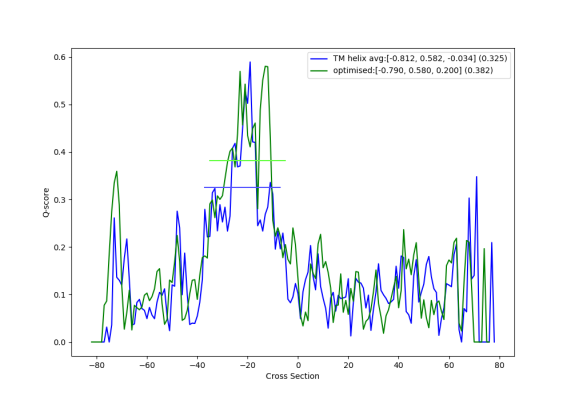 TM helix avg:[-0.812, 0.582, -0.034] (0.325)
optimised:[-0.790, 0.580, 0.200] (0.382)
0.6
0.5
0.4
0.3
0.2
0.1
0.0
Q-score
−80 −60 −40 −20 0 20 40 60 80
Cross Section